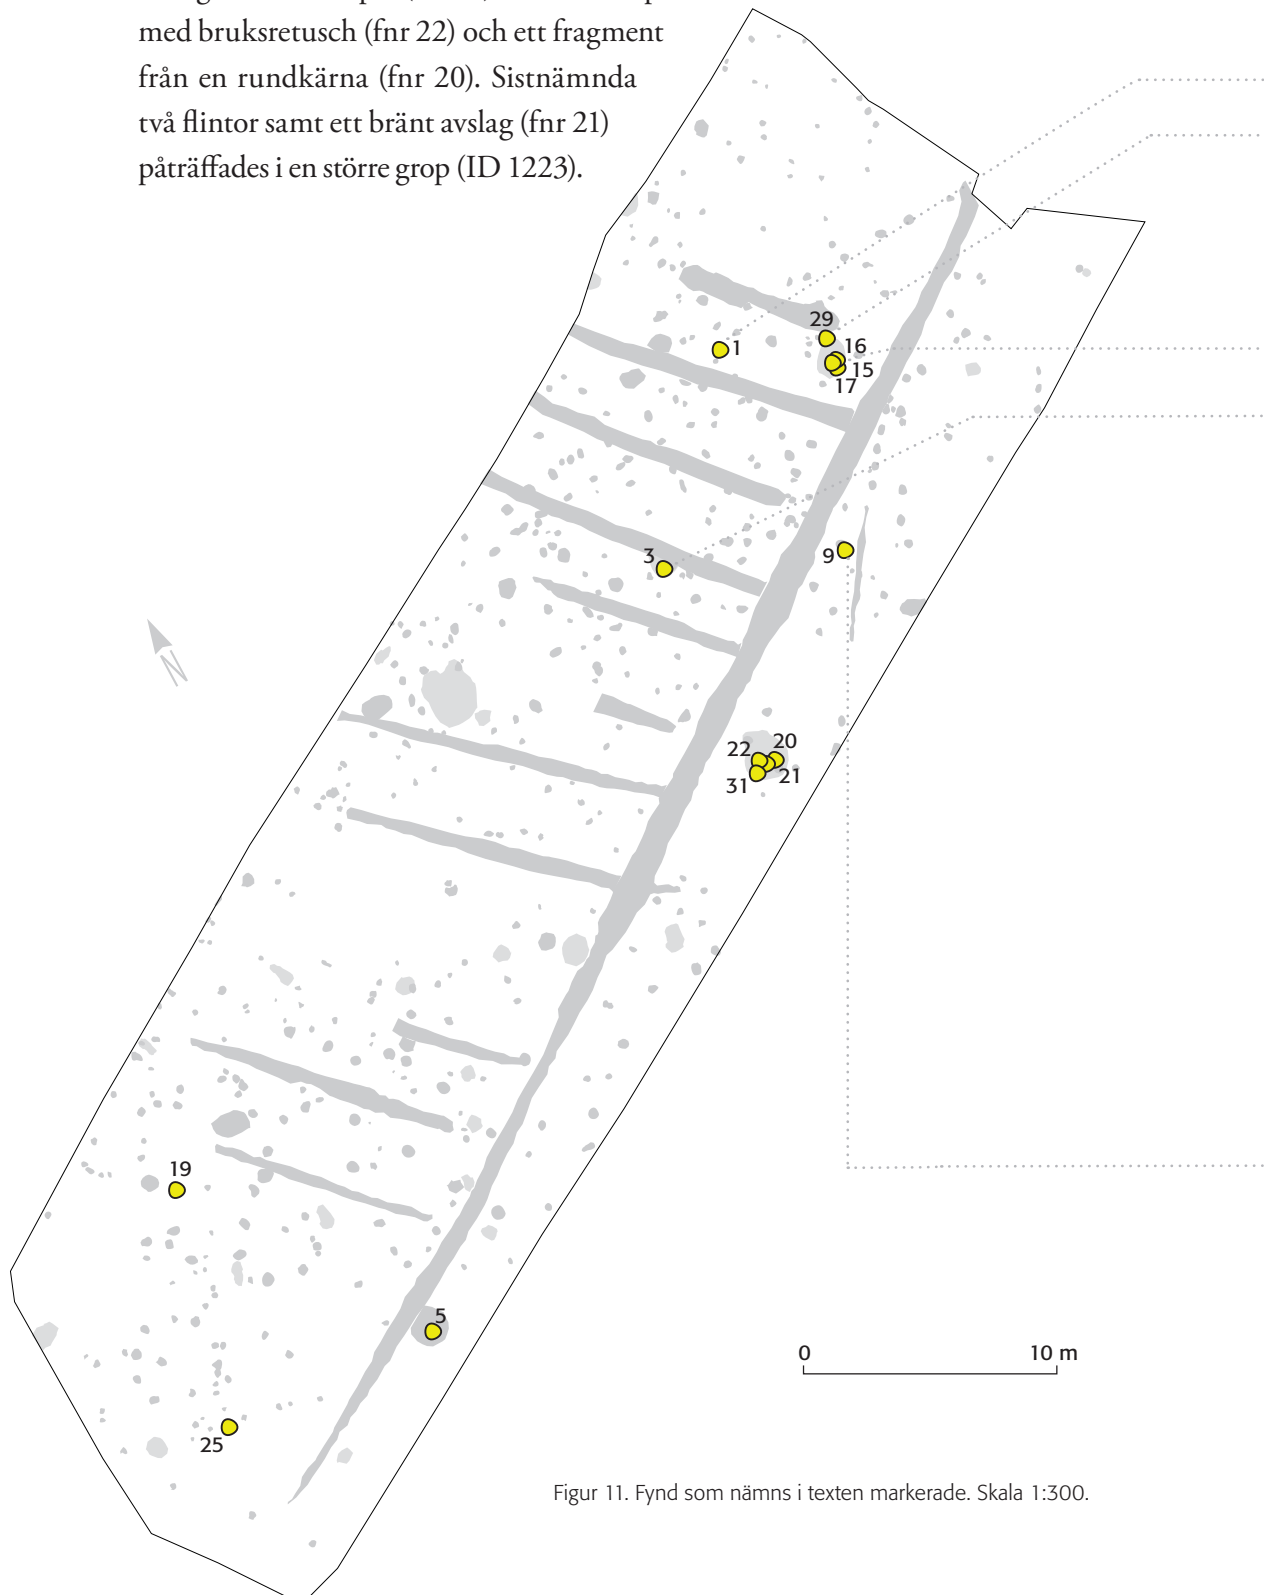 med bruksretusch (fnr 22) och ett fragment
från en rundkärna (fnr 20). Sistnämnda
två flintor samt ett bränt avslag (fnr 21)
påträffades i en större grop (ID 1223).
29
1
16
15
17
3
9
N
22
20
21
31
19
5
25
0
10 m
Figur 11. Fynd som nämns i texten markerade. Skala 1:300.